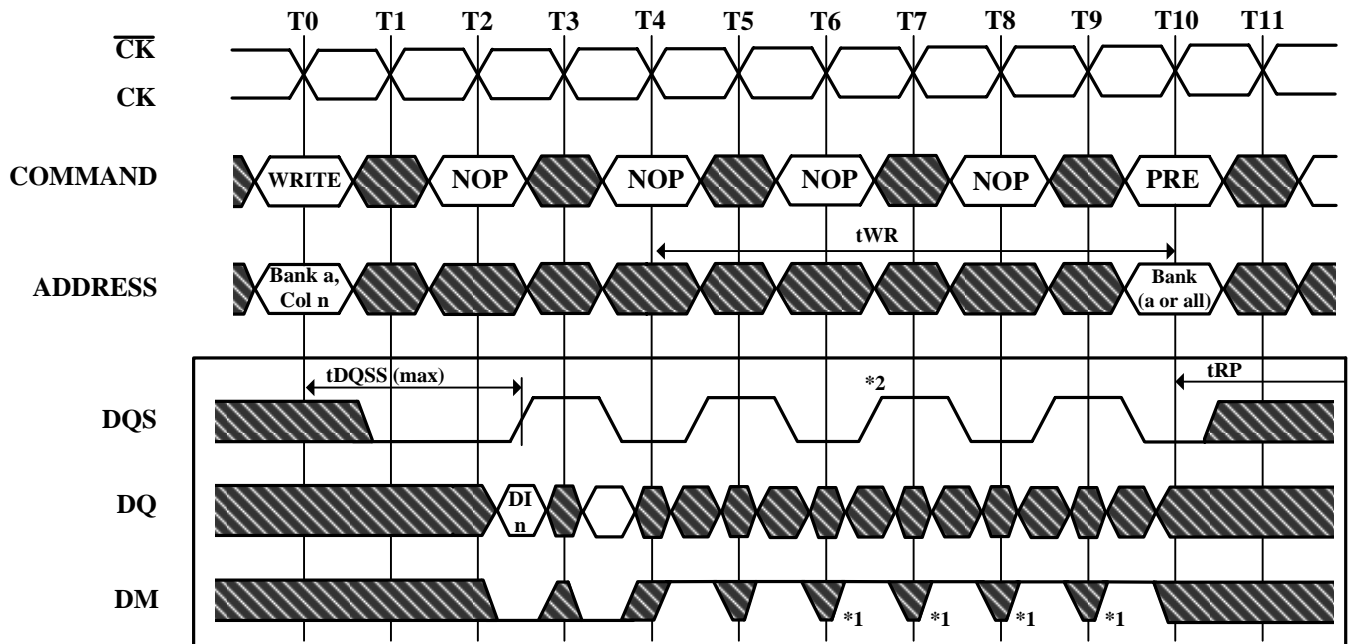 T0 T1 T2 T3 T4 T5 T6 T7 T8 T9 T10 T11
CK
CK
COMMAND
WRITE NOP NOP NOP NOP PRE
tWR
ADDRESS
Bank a,
Col n
Bank
(a or all)
tDQSS (max)
*2
tRP
DQS
DQ
DI
n
DM
*1 *1 *1 *1